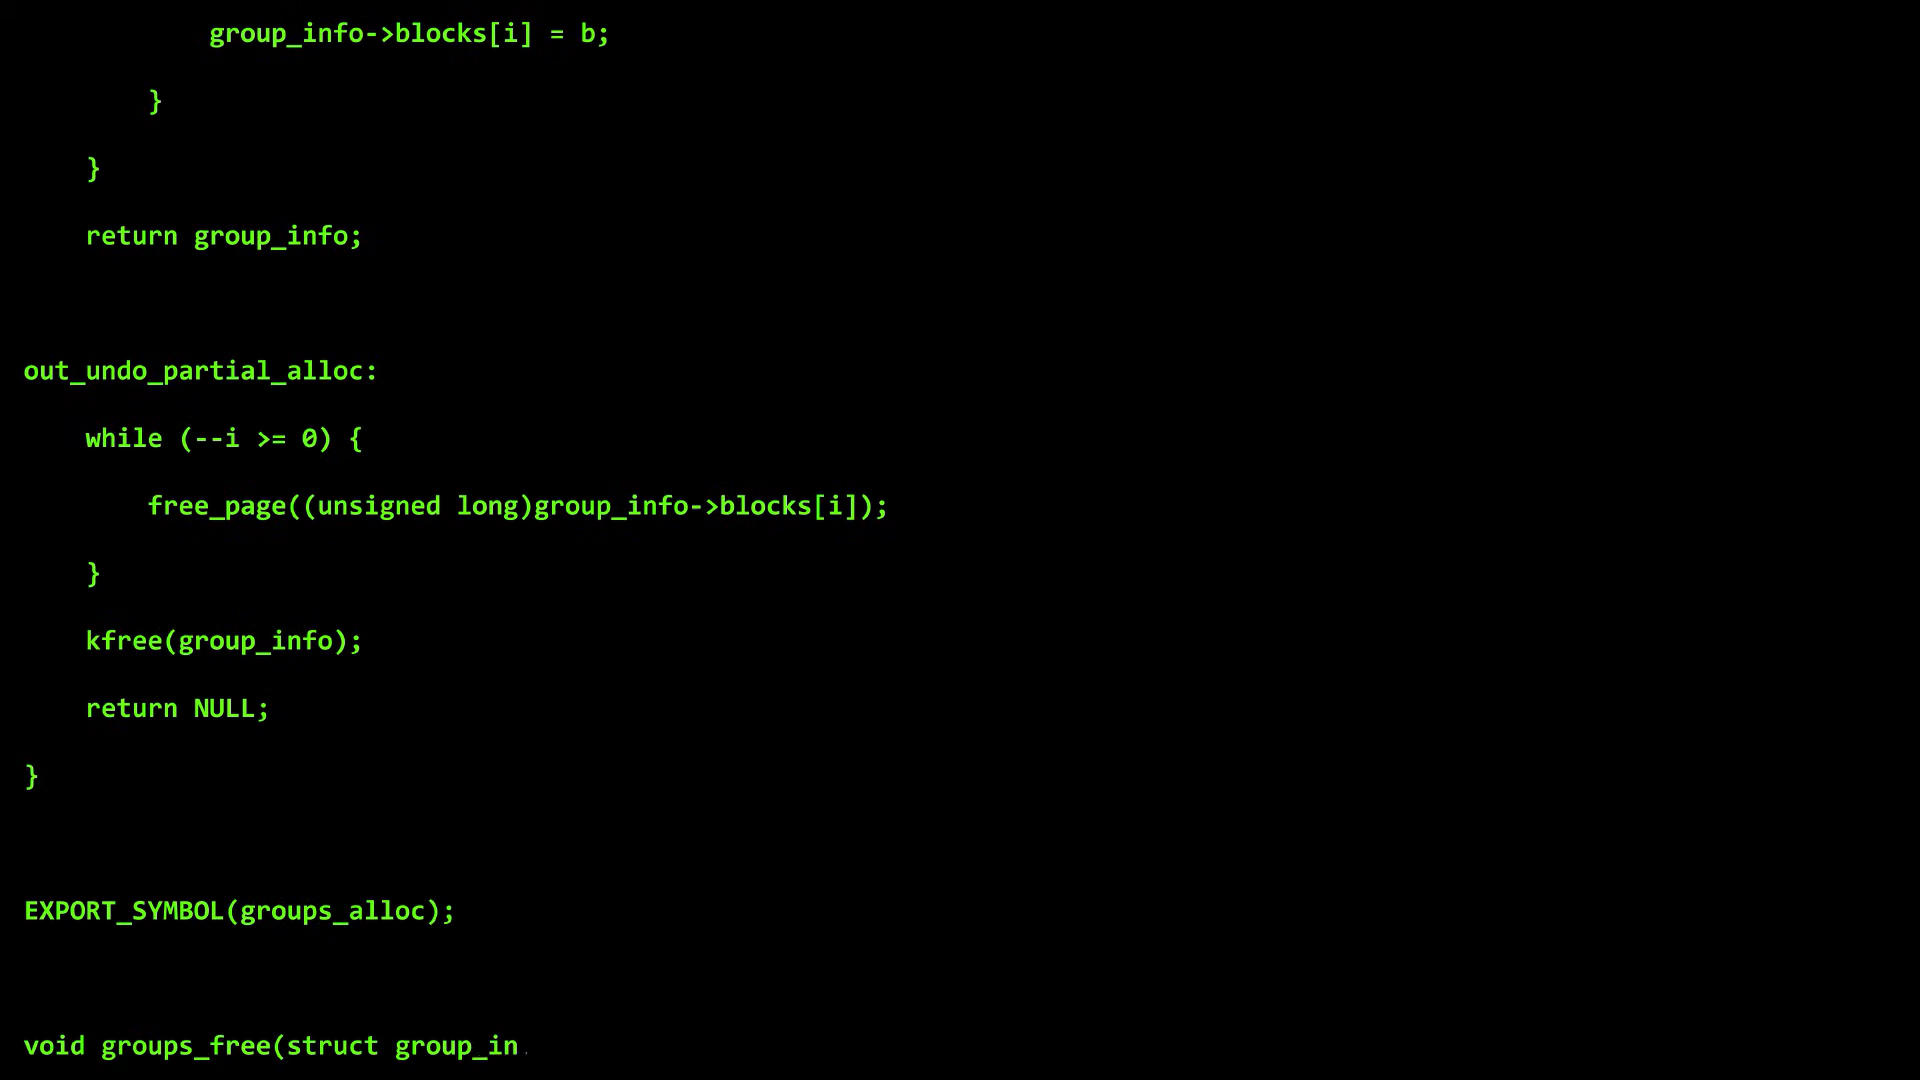 group_info->blocks[i] = b;
}
}
return group_info;
out_undo_partial_alloc:
while (--i >= 0) {
free_page((unsigned long)group_info->blocks[i]);
}
kfree(group_info);
return NULL;
}
EXPORT_SYMBOL(groups_alloc);
void groups_free(struct group_in